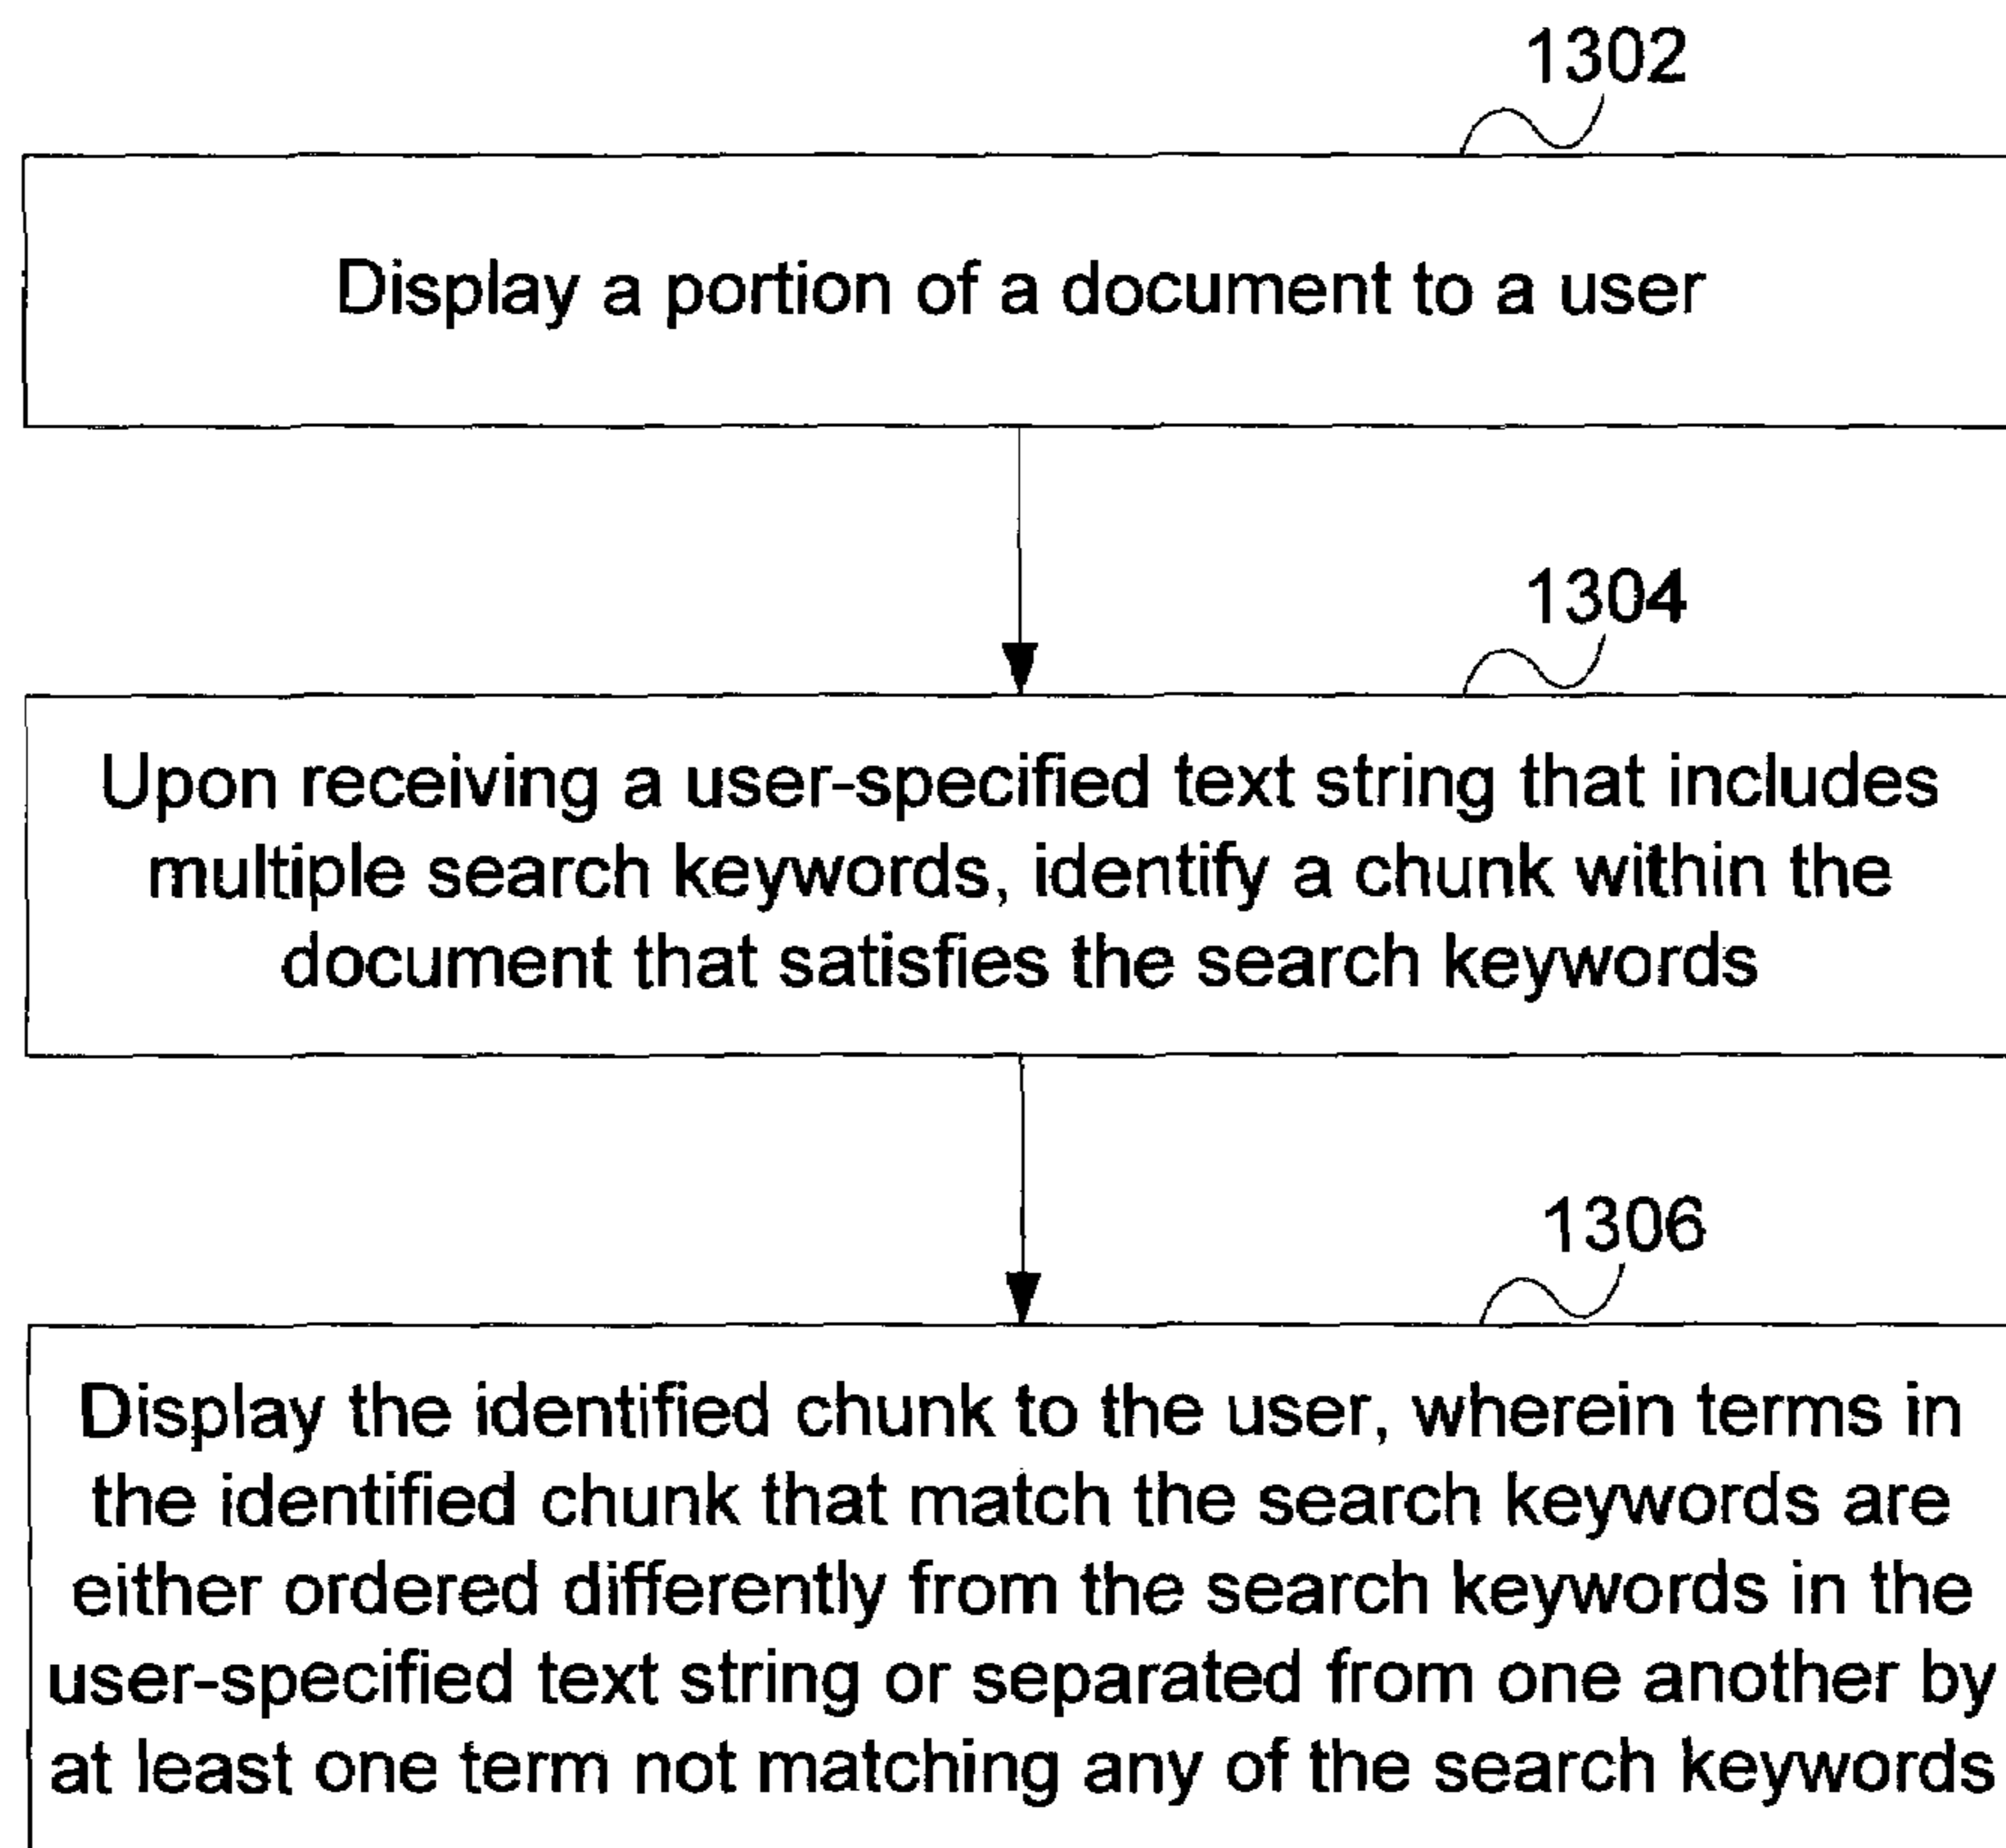 1302
Display a portion of a document to a user
1304
Upon receiving a user-specified text string that includes
multiple search keywords, identify a chunk within the
document that satisfies the search keywords
1306
Display the identified chunk to the user, wherein terms in
the identified chunk that match the search keywords are
either ordered differently from the search keywords in the
user-specified text string or separated from one another by
at least one term not matching any of the search keywords